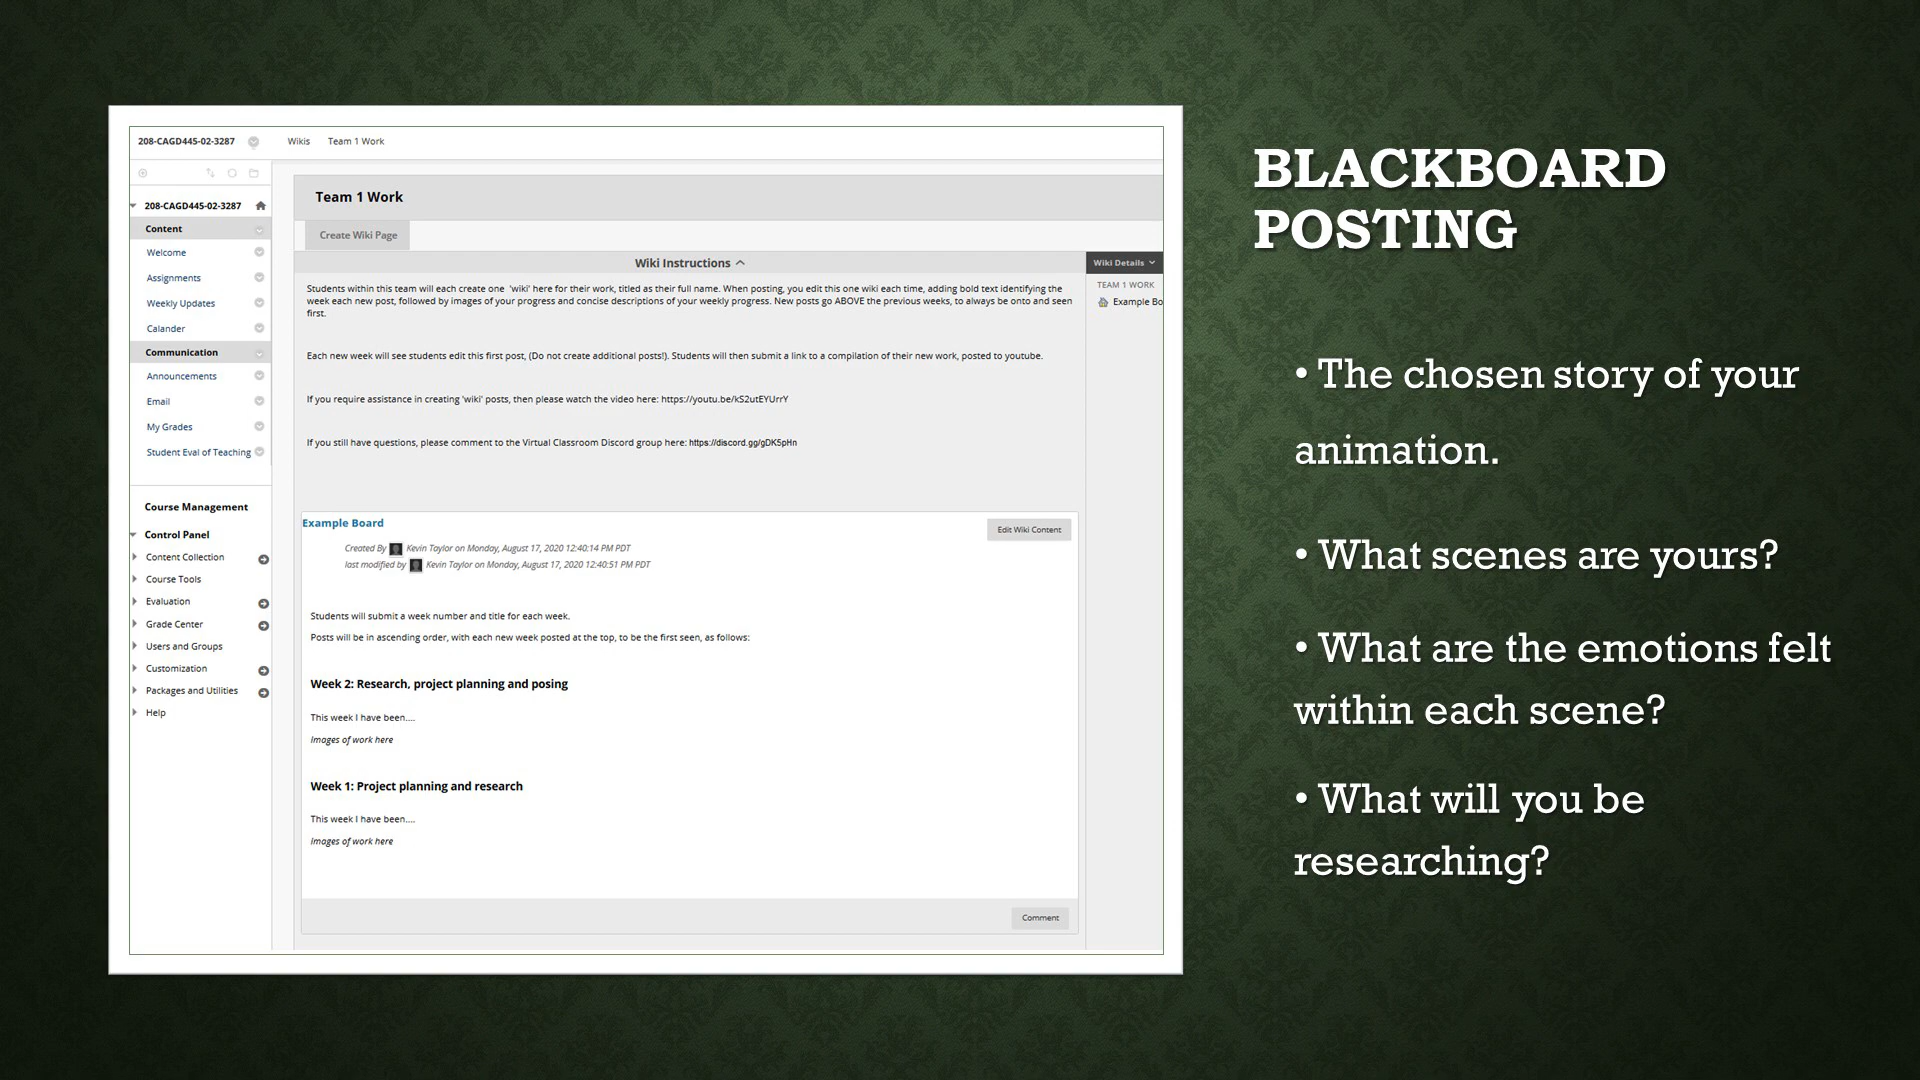 208-CAGD445-02-3287
Wikis
Team 1 Work
208-CAGD445-02-3287
Content
Welcome
Assignments
Weekly Updates
Calander
Communication
Announcements
Email
My Grades
Student Eval of Teaching
Course Management
Control Panel
Content Collection
Course Tools
Evaluation
Grade Center
Users and Groups
Customization
Packages and Utilities
Help
Team 1 Work
Create Wiki Page
Wiki Instructions
Students within this team will each create one 'wiki' here for their work, titled as their full name. When posting, you edit this one wiki each time, adding bold text identifying the
week each new post, followed by images of your progress and concise descriptions of your weekly progress. New posts go ABOVE the previous weeks, to always be onto and seen
first.
Each new week will see students edit this first post, (Do not create additional posts!). Students will then submit a link to a compilation of their new work, posted to youtube.
If you require assistance in creating 'wiki' posts, then please watch the video here: https://youtu.be/kS2utEYUrrY
If you still have questions, please comment to the Virtual Classroom Discord group here: https://discord.gg/gDK5pHn
Wiki Details
TEAM 1 WORK
Example Bo
Example Board
Edit Wiki Content
Created By Kevin Taylor on Monday, August 17, 2020 12:40:14 PM PDT
last modified by Kevin Taylor on Monday, August 17, 2020 12:40:51 PM PDT
Students will submit a week number and title for each week.
Posts will be in ascending order, with each new week posted at the top, to be the first seen, as follows:
Week 2: Research, project planning and posing
This week I have been....
Images of work here
Week 1: Project planning and research
This week I have been....
Images of work here
Comment
BLACKBOARD
POSTING
• The chosen story of your
animation.
• What scenes are yours?
• What are the emotions felt
within each scene?
• What will you be
researching?